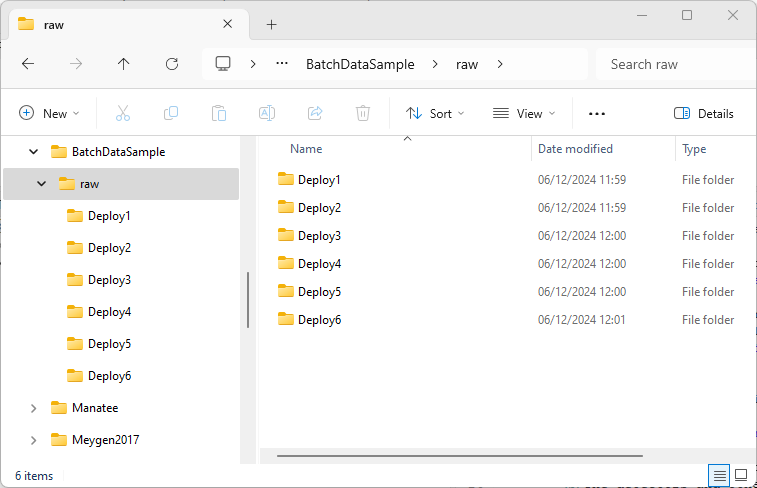 raw
BatchDataSample
raw
Search raw
New
Sort
View
Details
BatchDataSample
raw
Deploy1
Deploy2
Deploy3
Deploy4
Deploy5
Deploy6
Manatee
Meygen2017
Name Date modified Type
Deploy1 06/12/2024 11:59 File folder
Deploy2 06/12/2024 11:59 File folder
Deploy3 06/12/2024 12:00 File folder
Deploy4 06/12/2024 12:00 File folder
Deploy5 06/12/2024 12:00 File folder
Deploy6 06/12/2024 12:01 File folder
6 items